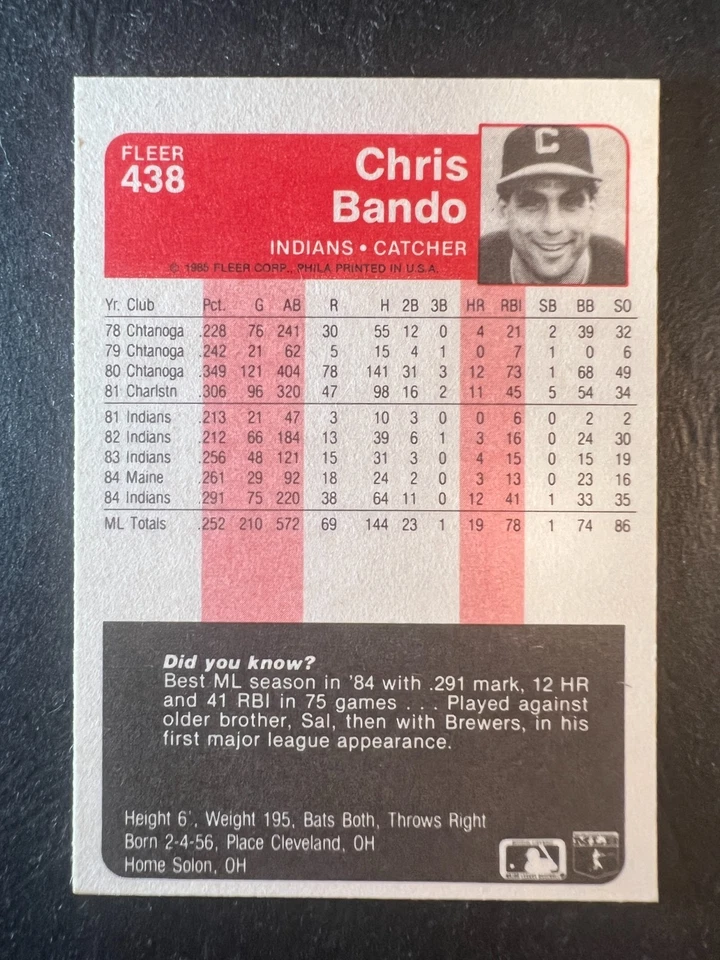 FLEER
438
Chris
Bando
INDIANS • CATCHER
© 1985 FLEER CORP., PHILA PRINTED IN U.S.A.
C
Yr. Club Pct. G AB R H 2B 3B HR RBI SB BB SO
78 Chtanoga .228 76 241 30 55 12 0 4 21 2 39 32
79 Chtanoga .242 21 62 5 15 4 1 0 7 1 0 6
80 Chtanoga .349 121 404 78 141 31 3 12 73 1 68 49
81 Charlstn .306 96 320 47 98 16 2 11 45 5 54 34
81 Indians .213 21 47 3 10 3 0 0 6 0 2 2
82 Indians .212 66 184 13 39 6 1 3 16 0 24 30
83 Indians .256 48 121 15 31 3 0 4 15 0 15 19
84 Maine .261 29 92 18 24 2 0 3 13 0 23 16
84 Indians .291 75 220 38 64 11 0 12 41 1 33 35
ML Totals .252 210 572 69 144 23 1 19 78 1 74 86
Did you know?
Best ML season in '84 with .291 mark, 12 HR
and 41 RBI in 75 games . . . Played against
older brother, Sal, then with Brewers, in his
first major league appearance.
Height 6', Weight 195, Bats Both, Throws Right
Born 2-4-56, Place Cleveland, OH
Home Solon, OH